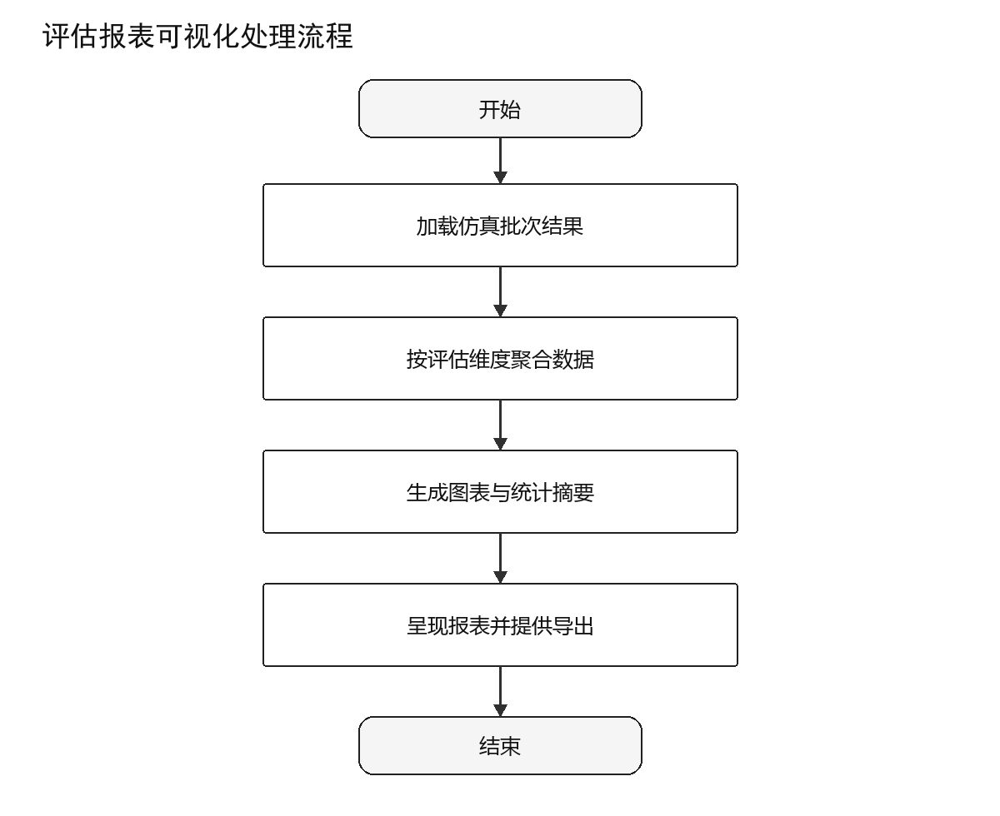 评估报表可视化处理流程
开始
加载仿真批次结果
按评估维度聚合数据
生成图表与统计摘要
呈现报表并提供导出
结束